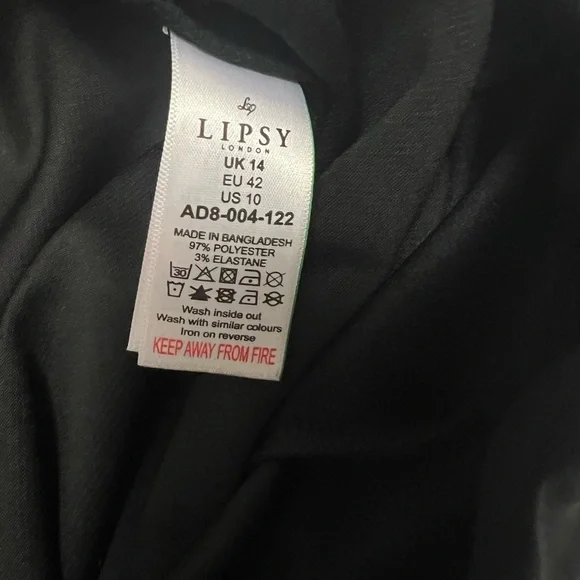 LIPSY
LONDON
UK 14
EU 42
US 10
AD8-004-122
MADE IN BANGLADESH
97% POLYESTER
3% ELASTANE
30
Wash inside out
Wash with similar colours
Iron on reverse
KEEP AWAY FROM FIRE